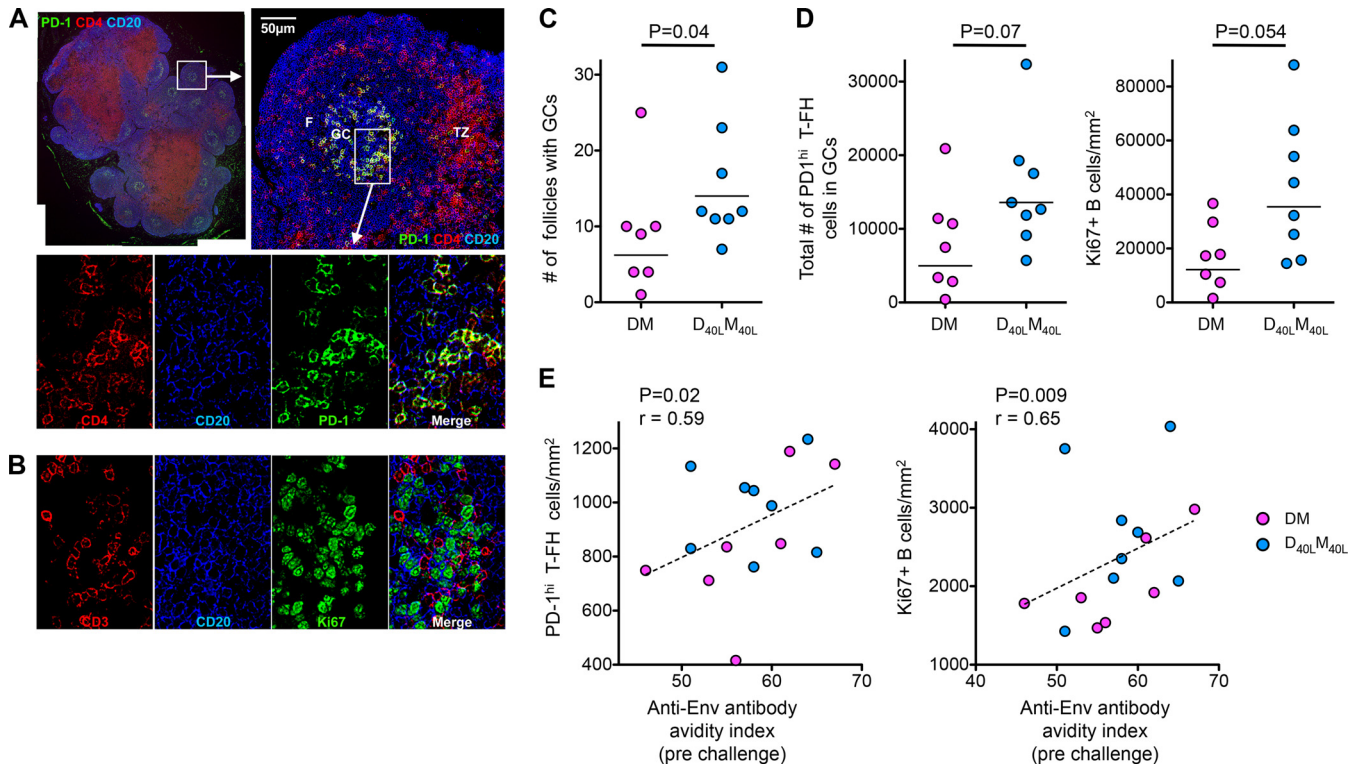 A
PD-1 CD4 CD20
50µm
F
GC
TZ
PD-1 CD4 CD20
CD4
CD20
PD-1
Merge
B
CD3
CD20
Ki67
Merge
C
P=0.04
# of follicles with GCs
30
20
10
0
DM
D40LM40L
D
P=0.07
Total # of PD1hi T-FH
cells in GCs
30000
20000
10000
0
DM
D40LM40L
P=0.054
Ki67+ B cells/mm2
80000
60000
40000
20000
0
DM
D40LM40L
E
P=0.02
r = 0.59
PD-1hi T-FH cells/mm2
1200
1000
800
600
400
50
60
70
Anti-Env antibody
avidity index
(pre challenge)
P=0.009
r = 0.65
Ki67+ B cells/mm2
4000
3000
2000
1000
40
50
60
70
Anti-Env antibody
avidity index
(pre challenge)
DM
D40LM40L